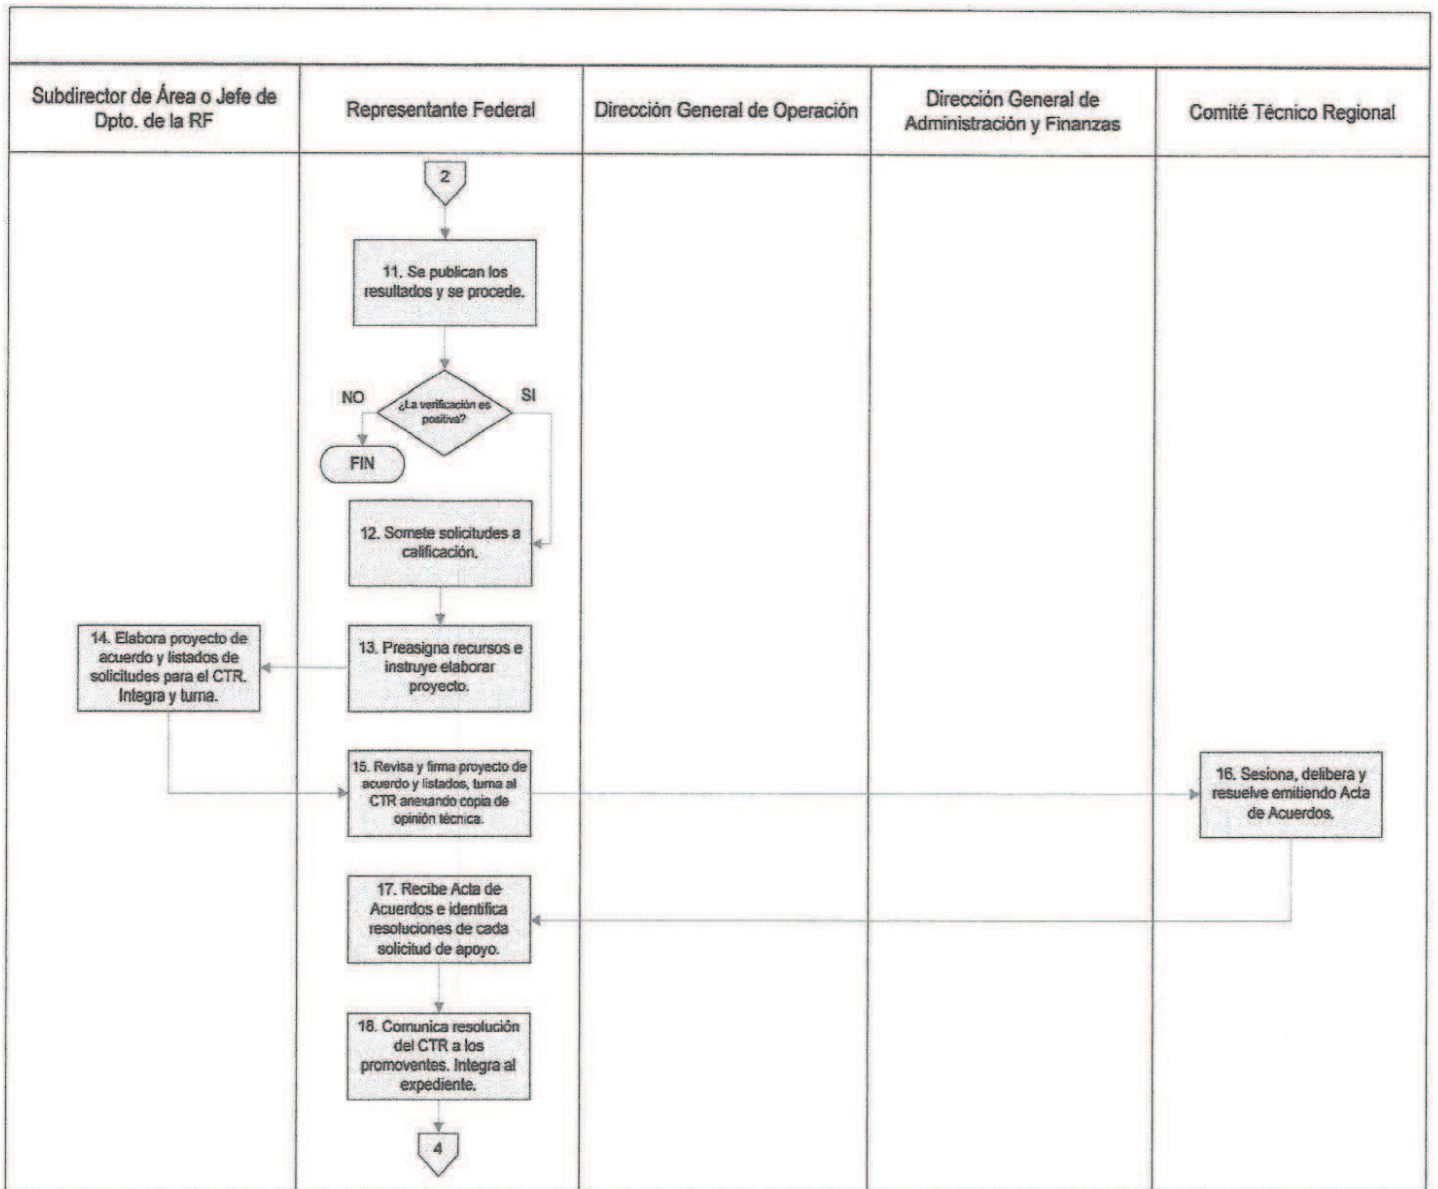 Subdirector de Área o Jefe de
Dpto. de la RF
Representante Federal
Dirección General de Operación
Dirección General de
Administración y Finanzas
Comité Técnico Regional
2
11. Se publican los
resultados y se procede.
¿La verificación es
positiva?
NO
SI
FIN
12. Somete solicitudes a
calificación.
13. Preasigna recursos e
instruye elaborar
proyecto.
14. Elabora proyecto de
acuerdo y listados de
solicitudes para el CTR.
Integra y turna.
15. Revisa y firma proyecto de
acuerdo y listados, turna al
CTR anexando copia de
opinión técnica.
16. Sesiona, delibera y
resuelve emitiendo Acta
de Acuerdos.
17. Recibe Acta de
Acuerdos e identifica
resoluciones de cada
solicitud de apoyo.
18. Comunica resolución
del CTR a los
promoventes. Integra al
expediente.
4